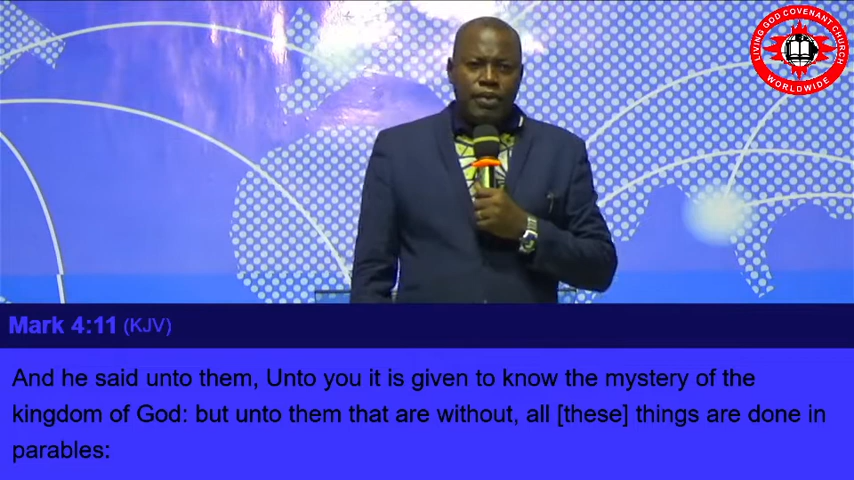 LIVING GOD COVENANT CHURCH
WORLDWIDE
Mark 4:11 (KJV)
And he said unto them, Unto you it is given to know the mystery of the
kingdom of God: but unto them that are without, all [these] things are done in
parables: